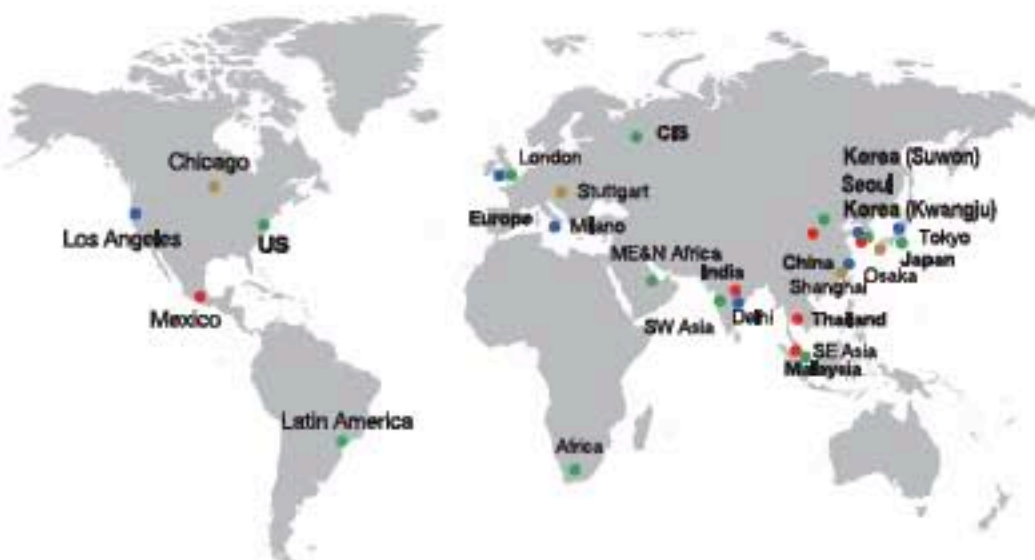 Chicago
Los Angeles
US
Mexico
Latin America
London
CIS
Stuttgart
Europe
Milano
ME&N Africa
India
SW Asia
Delhi
Africa
Korea (Suwon)
Seoul
Korea (Kwangju)
Tokyo
Japan
China
Osaka
Shanghai
Thailand
SE Asia
Malaysia